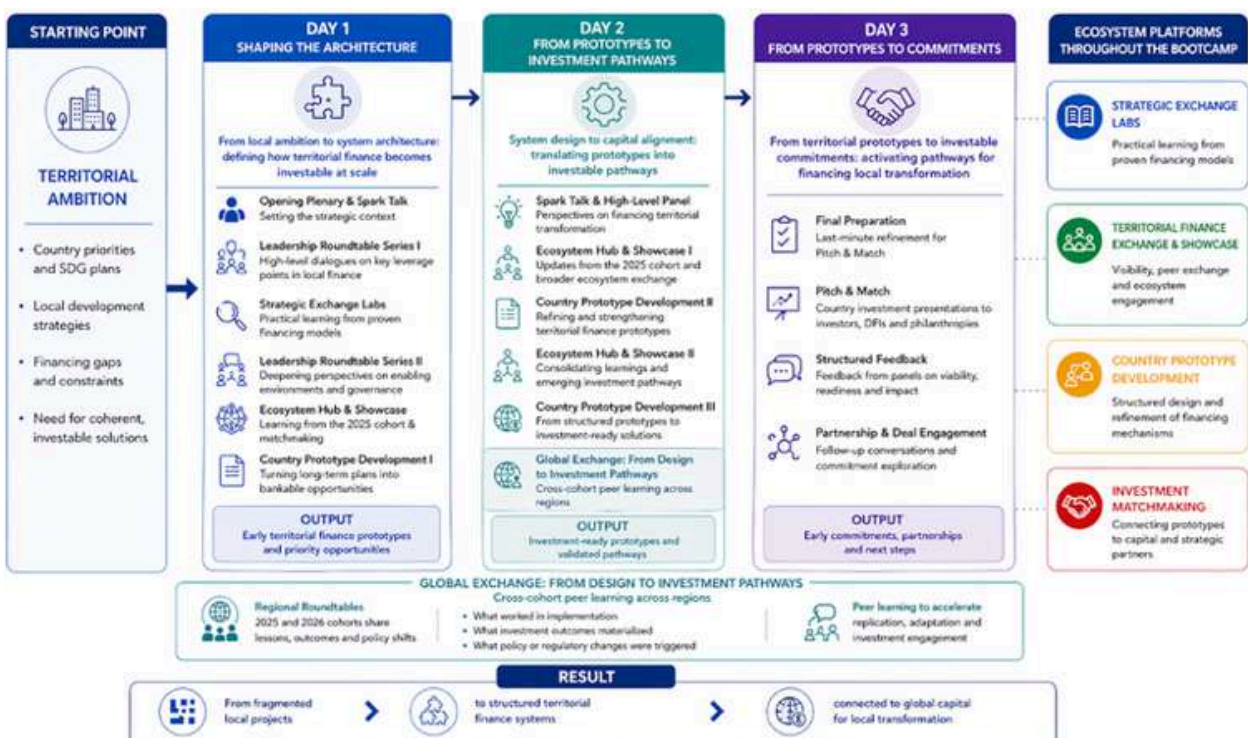 STARTING POINT
TERRITORIAL
AMBITION
• Country priorities
and SDG plans
• Local development
strategies
• Financing gaps
and constraints
• Need for coherent,
investable solutions
DAY 1
SHAPING THE ARCHITECTURE
From local ambition to system architecture:
defining how territorial finance becomes
investable at scale
Opening Plenary & Spark Talk
Setting the strategic context
Leadership Roundtable Series I
High-level dialogues on key leverage
points in local finance
Strategic Exchange Labs
Practical learning from proven
financing models
Leadership Roundtable Series II
Deepening perspectives on enabling
environments and governance
Ecosystem Hub & Showcase
Learning from the 2025 cohort &
matchmaking
Country Prototype Development I
Turning long-term plans into
bankable opportunities
OUTPUT
Early territorial finance prototypes
and priority opportunities
DAY 2
FROM PROTOTYPES TO
INVESTMENT PATHWAYS
System design to capital alignment:
translating prototypes into
investable pathways
Spark Talk & High-Level Panel
Perspectives on financing territorial
transformation
Ecosystem Hub & Showcase I
Updates from the 2025 cohort and
broader ecosystem exchange
Country Prototype Development II
Refining and strengthening
territorial finance prototypes
Ecosystem Hub & Showcase II
Consolidating learnings and
emerging investment pathways
Country Prototype Development III
From structured prototypes to
investment-ready solutions
Global Exchange: From Design
to Investment Pathways
Cross-cohort peer learning across
regions
OUTPUT
Investment-ready prototypes and
validated pathways
DAY 3
FROM PROTOTYPES TO COMMITMENTS
From territorial prototypes to investable
commitments: activating pathways for
financing local transformation
Final Preparation
Last-minute refinement for
Pitch & Match
Pitch & Match
Country investment presentations to
investors, DFIs and philanthropies
Structured Feedback
Feedback from panels on viability,
readiness and impact
Partnership & Deal Engagement
Follow-up conversations and
commitment exploration
OUTPUT
Early commitments, partnerships
and next steps
ECOSYSTEM PLATFORMS
THROUGHOUT THE BOOTCAMP
STRATEGIC EXCHANGE
LABS
Practical learning from
proven financing models
TERRITORIAL FINANCE
EXCHANGE & SHOWCASE
Visibility, peer exchange
and ecosystem
engagement
COUNTRY PROTOTYPE
DEVELOPMENT
Structured design and
refinement of financing
mechanisms
INVESTMENT
MATCHMAKING
Connecting prototypes
to capital and strategic
partners
GLOBAL EXCHANGE: FROM DESIGN TO INVESTMENT PATHWAYS
Cross-cohort peer learning across regions
Regional Roundtables
2025 and 2026 cohorts share
lessons, outcomes and policy shifts
• What worked in implementation
• What investment outcomes materialized
• What policy or regulatory changes were triggered
Peer learning to accelerate
replication, adaptation and
investment engagement
RESULT
From fragmented
local projects
to structured territorial
finance systems
connected to global capital
for local transformation